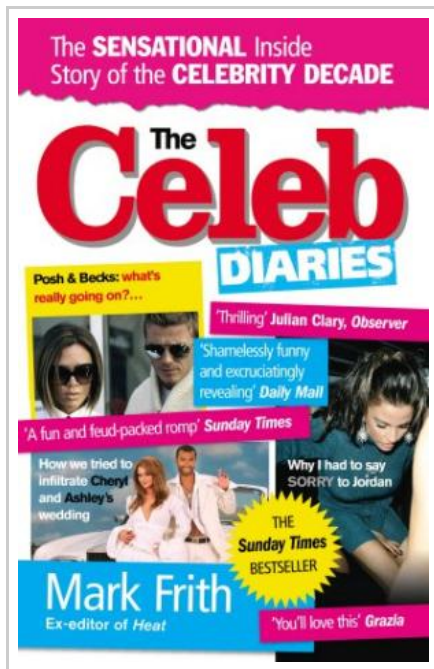 The SENSATIONAL Inside
Story of the CELEBRITY DECADE
The
Celeb
DIARIES
Posh & Becks: what's
really going on?...
'Thrilling' Julian Clary, Observer
'Shamelessly funny
and excruciatingly
revealing' Daily Mail
'A fun and feud-packed romp' Sunday Times
How we tried to
infiltrate Cheryl
and Ashley's
wedding
Why I had to say
SORRY to Jordan
THE
Sunday Times
BESTSELLER
Mark Frith
Ex-editor of Heat
'You'll love this' Grazia